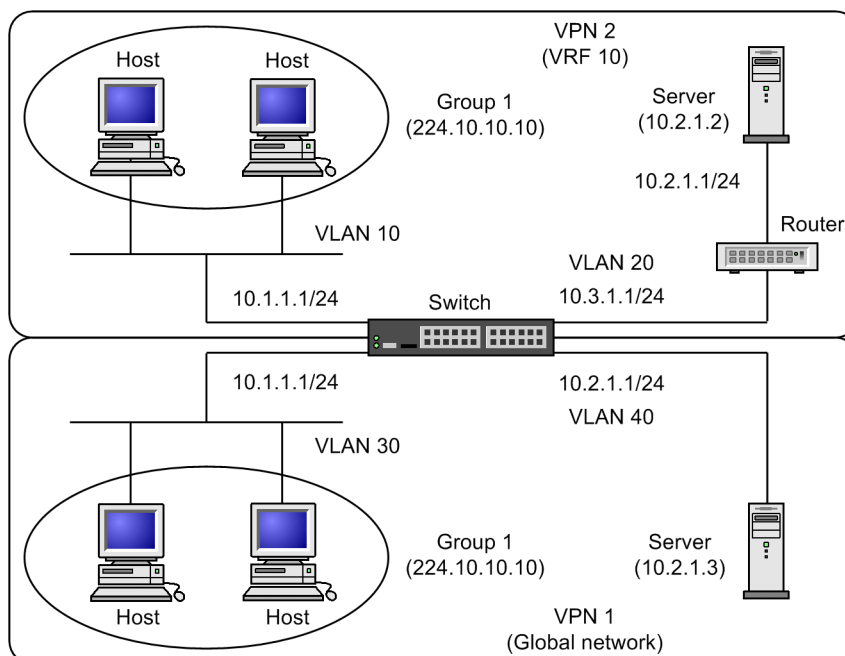 VPN 2
(VRF 10)
Host
Host
Group 1
(224.10.10.10)
Server
(10.2.1.2)
10.2.1.1/24
Router
VLAN 10
VLAN 20
10.1.1.1/24
Switch
10.3.1.1/24
10.1.1.1/24
10.2.1.1/24
VLAN 40
VLAN 30
Group 1
(224.10.10.10)
Server
(10.2.1.3)
Host
Host
VPN 1
(Global network)